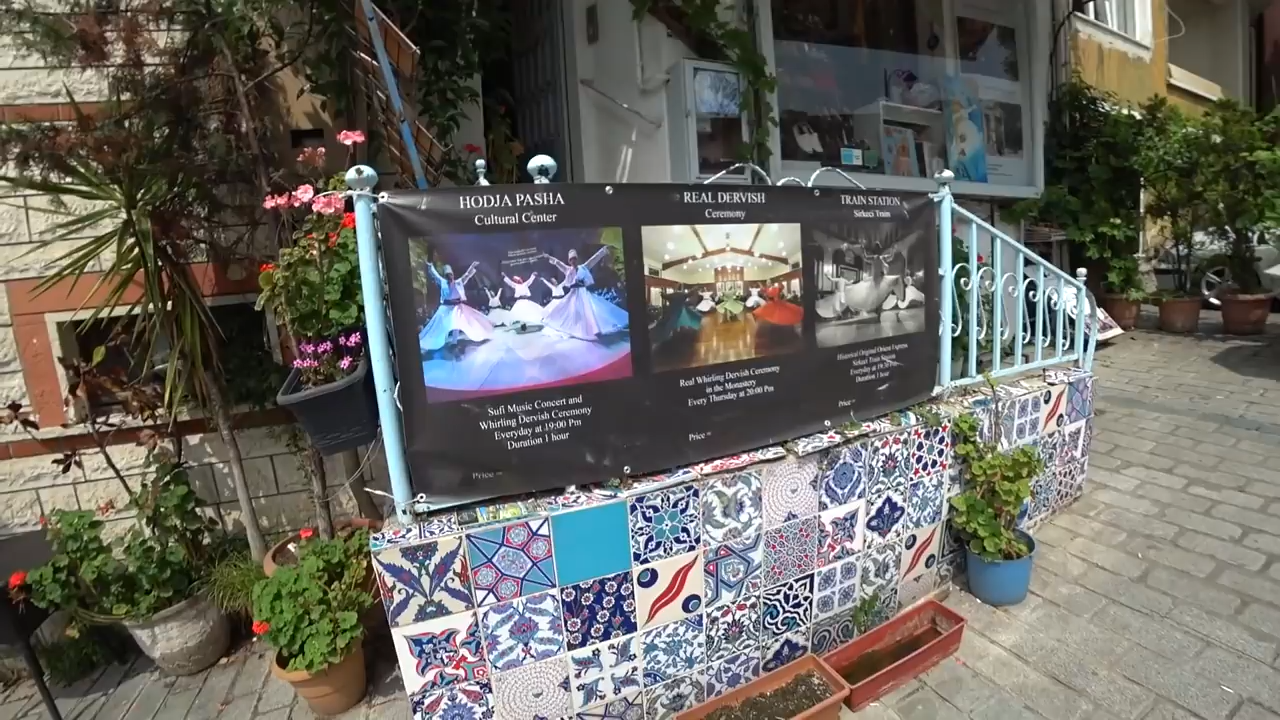 HODJA PASHA
Cultural Center
Sufi Music Concert and
Whirling Dervish Ceremony
Everyday at 19:00 Pm
Duration 1 hour
Price =
REAL DERVISH
Ceremony
Real Whirling Dervish Ceremony
in the Monastery
Every Thursday at 20:00 Pm
Price =
TRAIN STATION
Sirkeci Train
Historical Original Orient Express
Sirkeci Train Station
Everyday at 19:30 Pm
Duration 1 hour
Price =